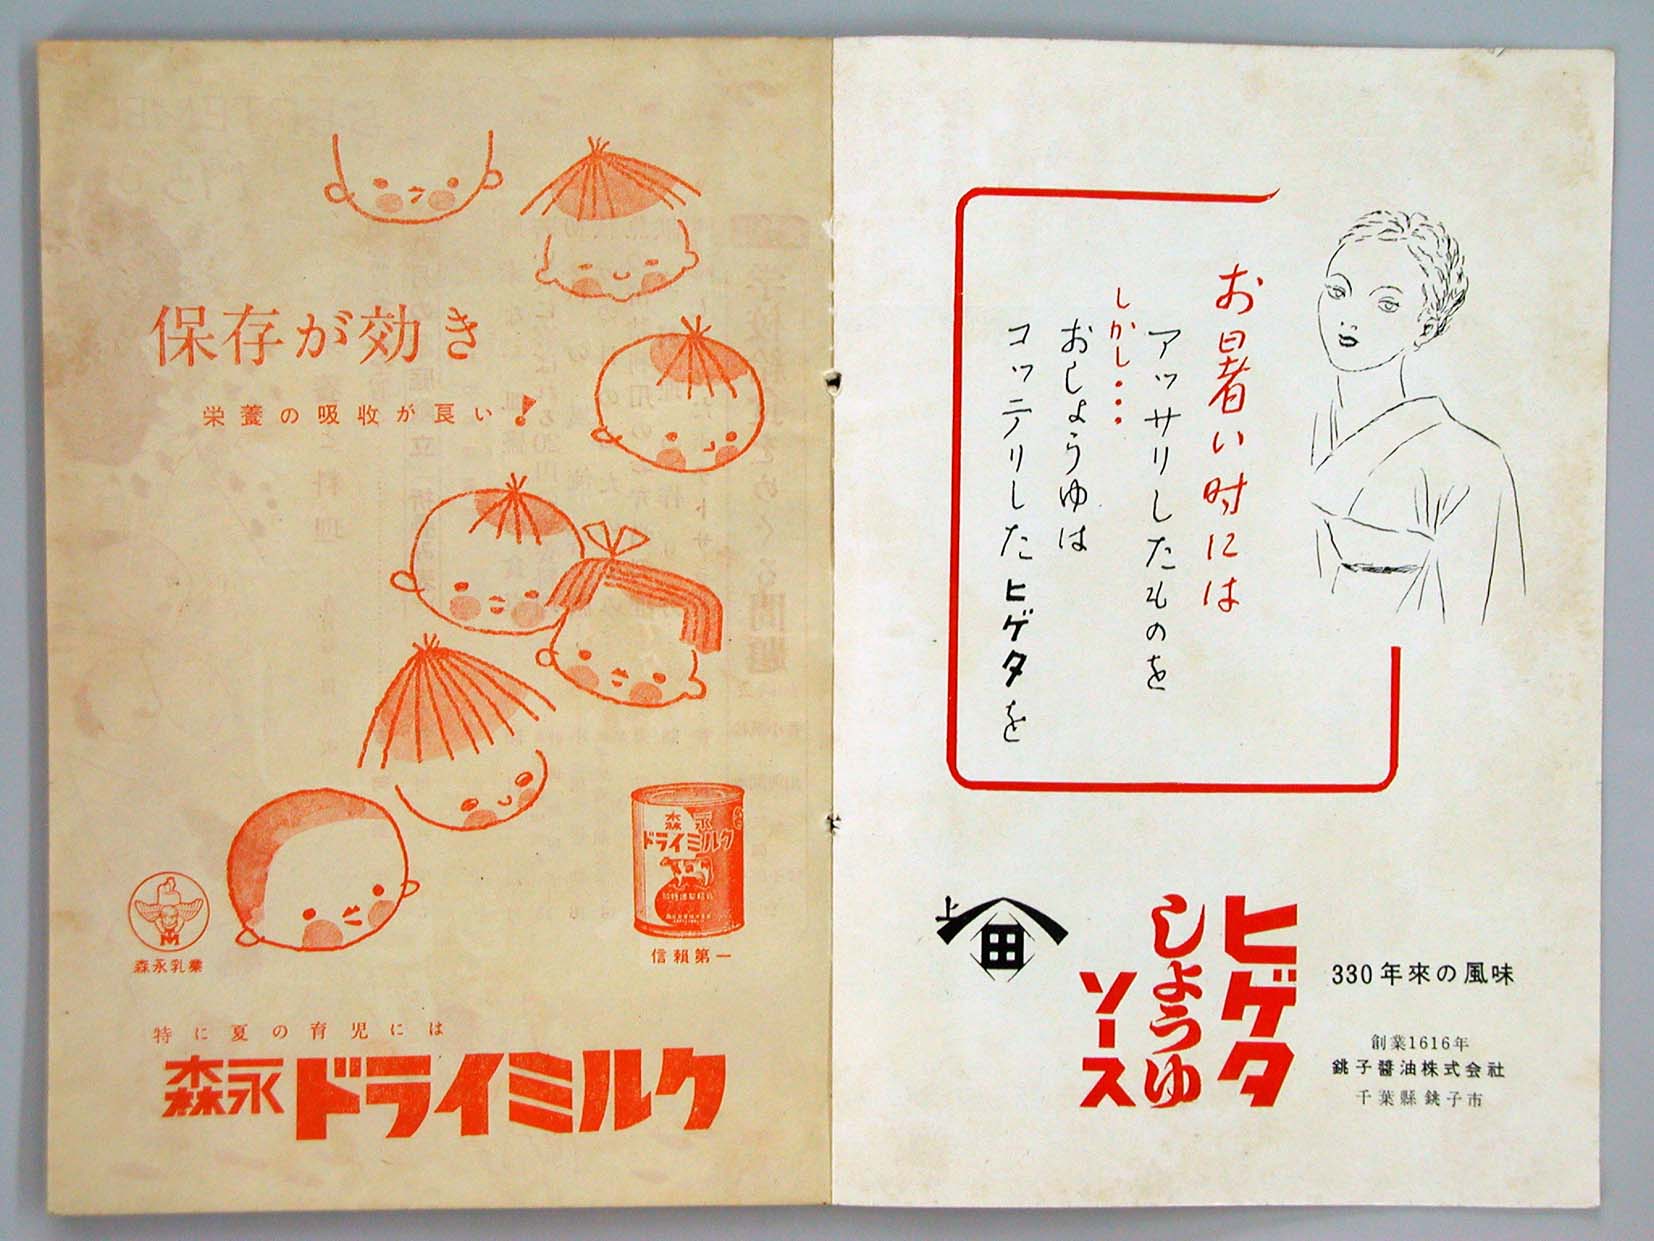 保存が効き
栄養の吸収が良い!
森永
ドライミルク
信頼第一
森永乳業
特に夏の育児には
森永ドライミルク
お暑い時には
アッサリしたものを
しかし・・・
おしょうゆは
コッテリしたヒゲタを
上
田
ヒゲタ
しょうゆ
ソース
330年來の風味
創業1616年
銚子醬油株式会社
千葉縣銚子市